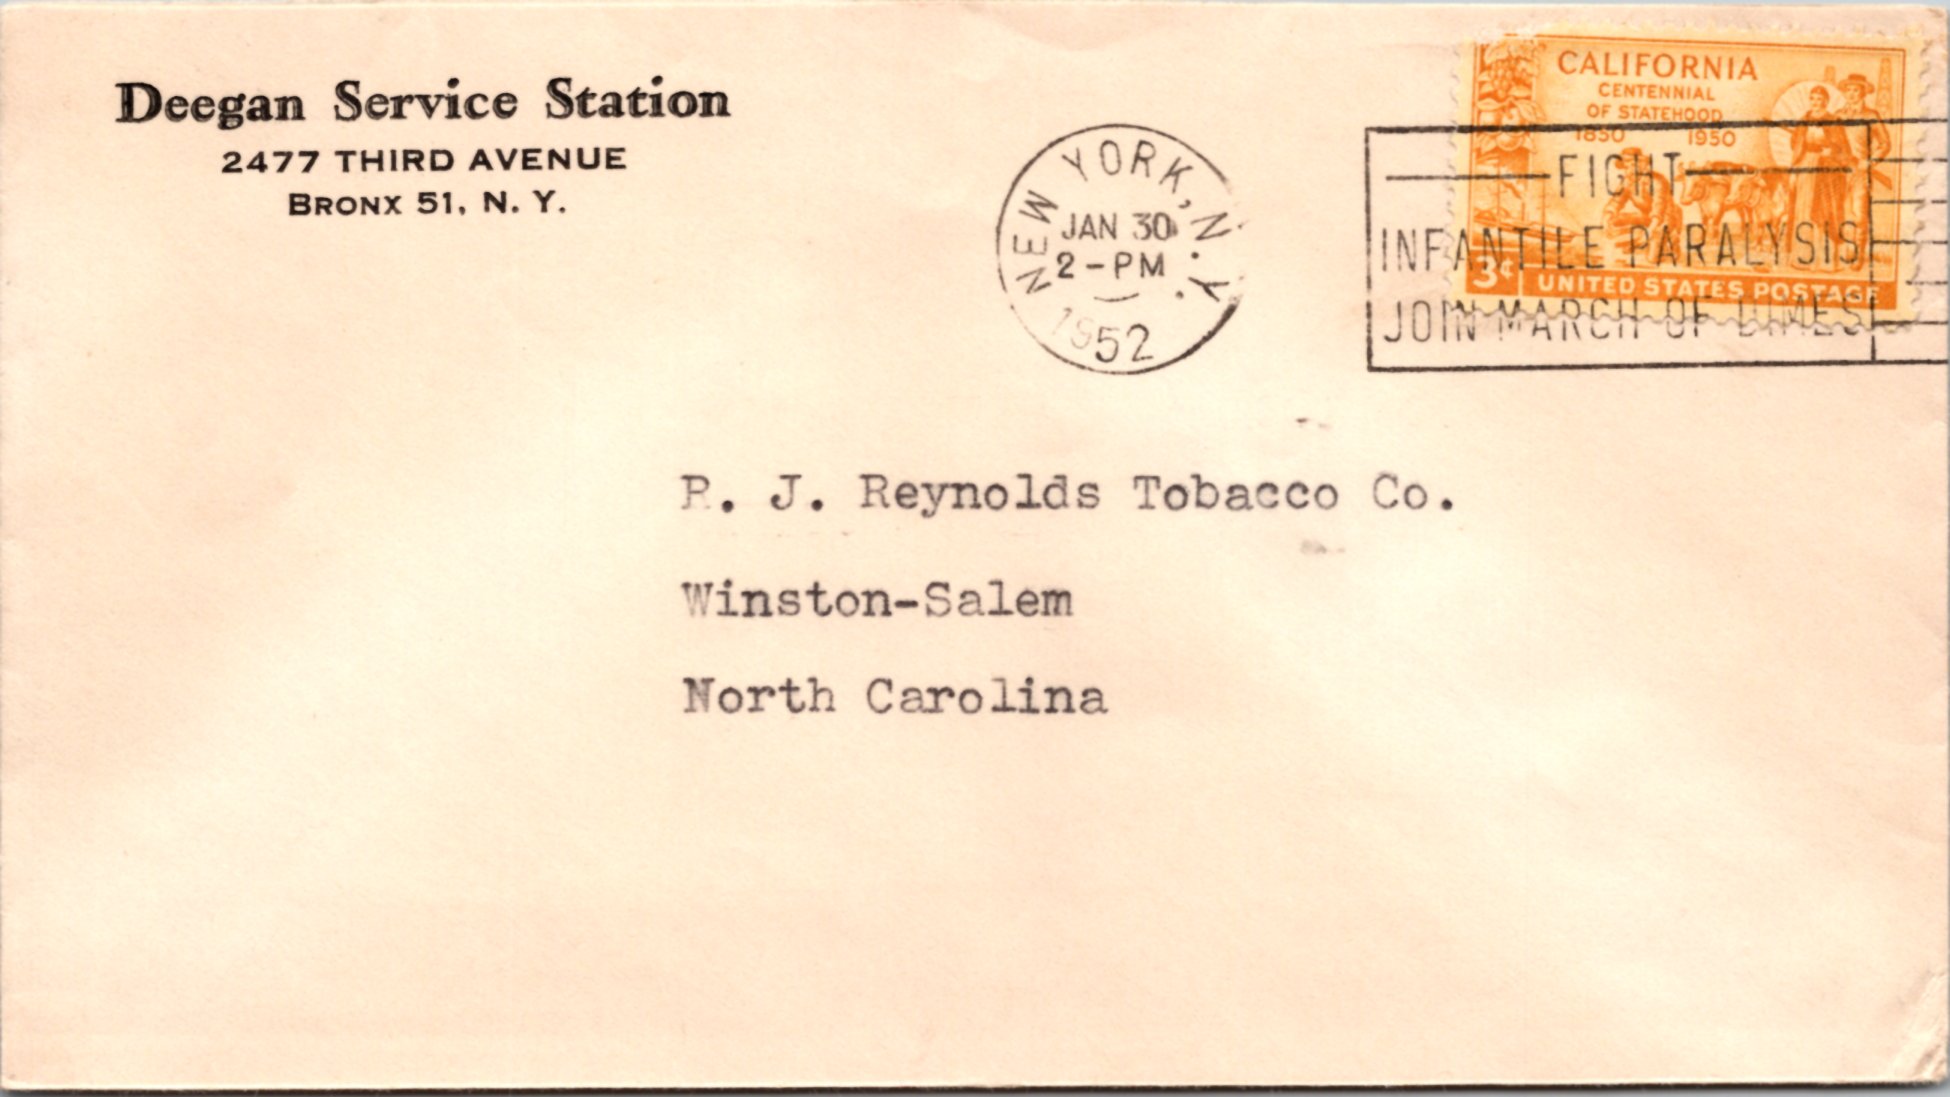 Deegan Service Station
2477 THIRD AVENUE
BRONX 51, N. Y.
NEW YORK, N.Y.
JAN 30
2-PM
1952
CALIFORNIA
CENTENNIAL
OF STATEHOOD
1850 1950
3¢ UNITED STATES POSTAGE
FIGHT
INFANTILE PARALYSIS
JOIN MARCH OF DIMES
R. J. Reynolds Tobacco Co.
Winston-Salem
North Carolina